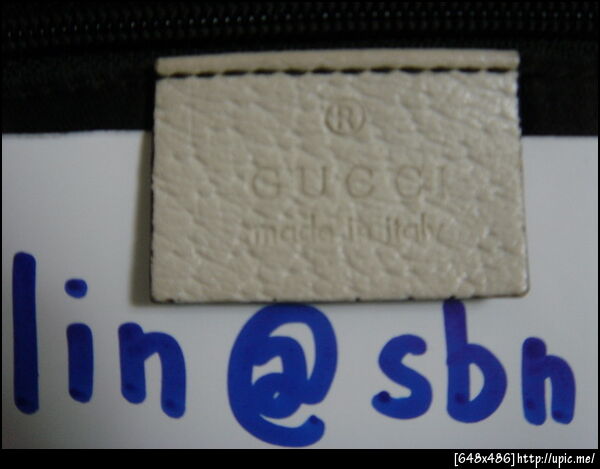 ®
GUCCI
made in italy
lin@sbn
[648x486]http://upic.me/